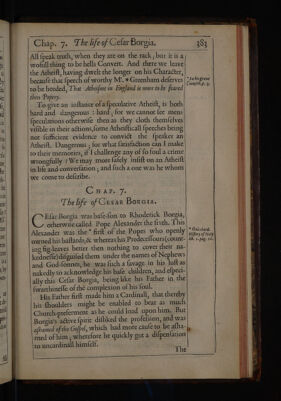 Chap. 7. The life of Cesar Borgia. 383
All speak truth, when they are on the rack, but it is a
wofull thing to be hells Convert. And there we leave
the Atheist, having dwelt the longer on his Character,
because that speech of worthy Mr. * Greenham deserves
to be heeded, That Atheism in England is more to be feared
then Popery.
To give an instance of a speculative Atheist, is both
hard and dangerous: hard, for we cannot see mens
speculations otherwise then as they cloth themselves
visible in their actions, some Atheisticall speeches being
not sufficient evidence to convict the speaker an
Atheist. Dangerous; for what satisfaction can I make
to their memories, if I challenge any of so foul a crime
wrongfully? We may more safely insist on an Atheist
in life and conversation; and such a one was he whom
we come to describe.
CHAP. 7.
The life of CESAR BORGIA.
CEsar Borgia was base-son to Rhoderick Borgia,
otherwise called Pope Alexander the sixth. This
Alexander was the * first of the Popes who openly
owned his bastards, & whereas his Predecessours (count-
ing fig-leaves better then nothing to cover their na-
kednesse) disguised them under the names of Nephews
and God-sonnes, he was such a savage in his lust as
nakedly to acknowledge his base children, and especi-
ally this Cesar Borgia, being like his Father in the
swarthinesse of the complexion of his soul.
His Father first made him a Cardinall, that thereby
his shoulders might be enabled to bear as much
Church-preferment as he could load upon him. But
Borgia's active spirit disliked the profession, and was
ashamed of the Gospel, which had more cause to be asha-
med of him; wherefore he quickly got a dispensation
to uncardinall himself.
The